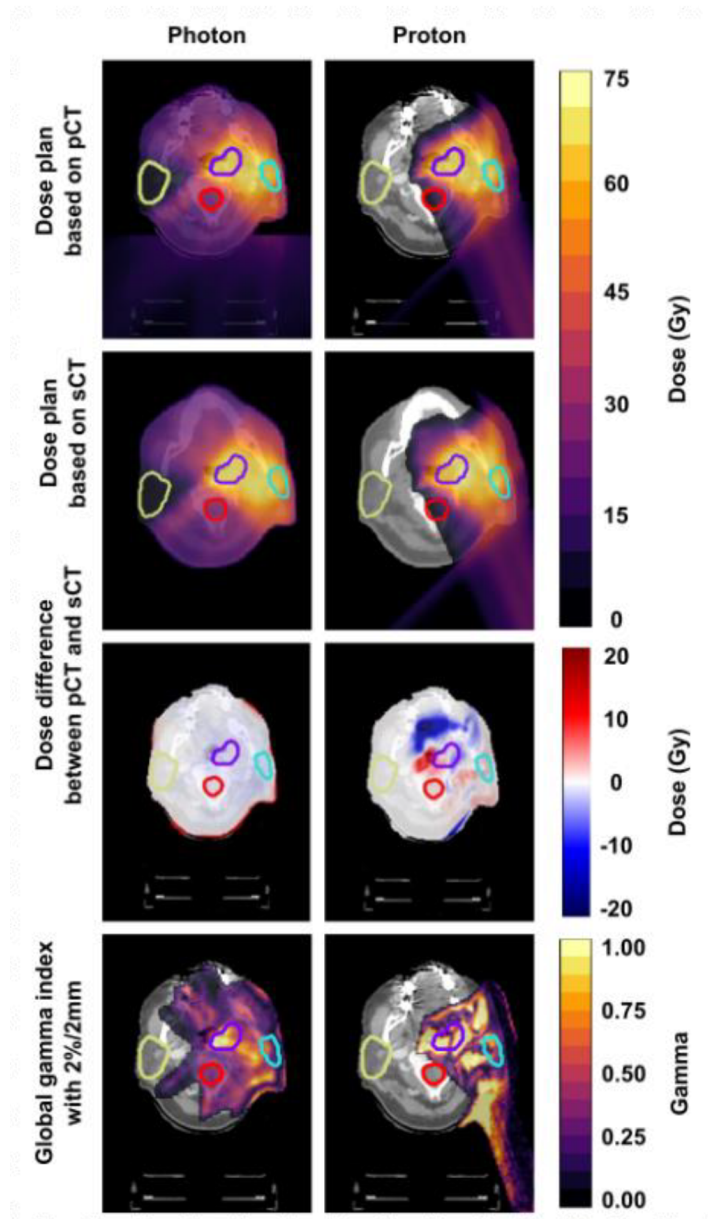 Photon
Proton
Dose plan
based on pCT
75
60
45
30
15
0
Dose (Gy)
Dose plan
based on sCT
Dose difference
between pCT and sCT
20
10
0
-10
-20
Dose (Gy)
Global gamma index
with 2%/2mm
1.00
0.75
0.50
0.25
0.00
Gamma